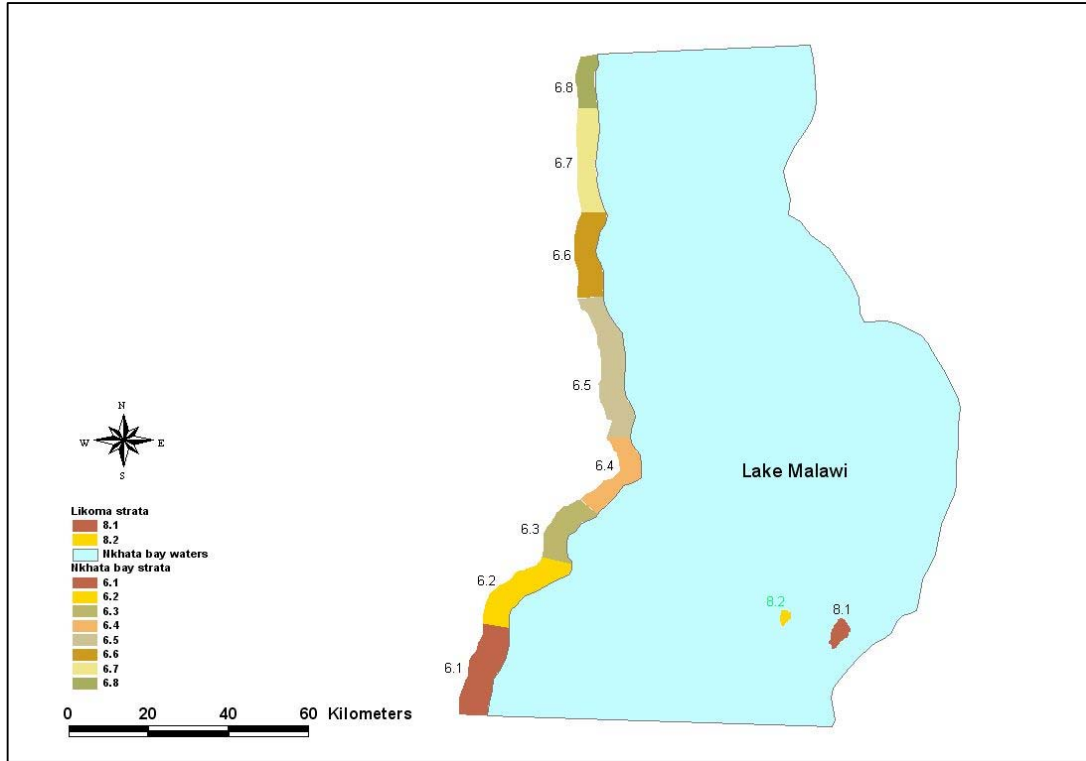 6.8
6.7
6.6
6.5
6.4
6.3
6.2
6.1
Lake Malawi
8.2
8.1
N
W E
S
Likoma strata
8.1
8.2
Nkhata bay waters
Nkhata bay strata
6.1
6.2
6.3
6.4
6.5
6.6
6.7
6.8
0 20 40 60 Kilometers